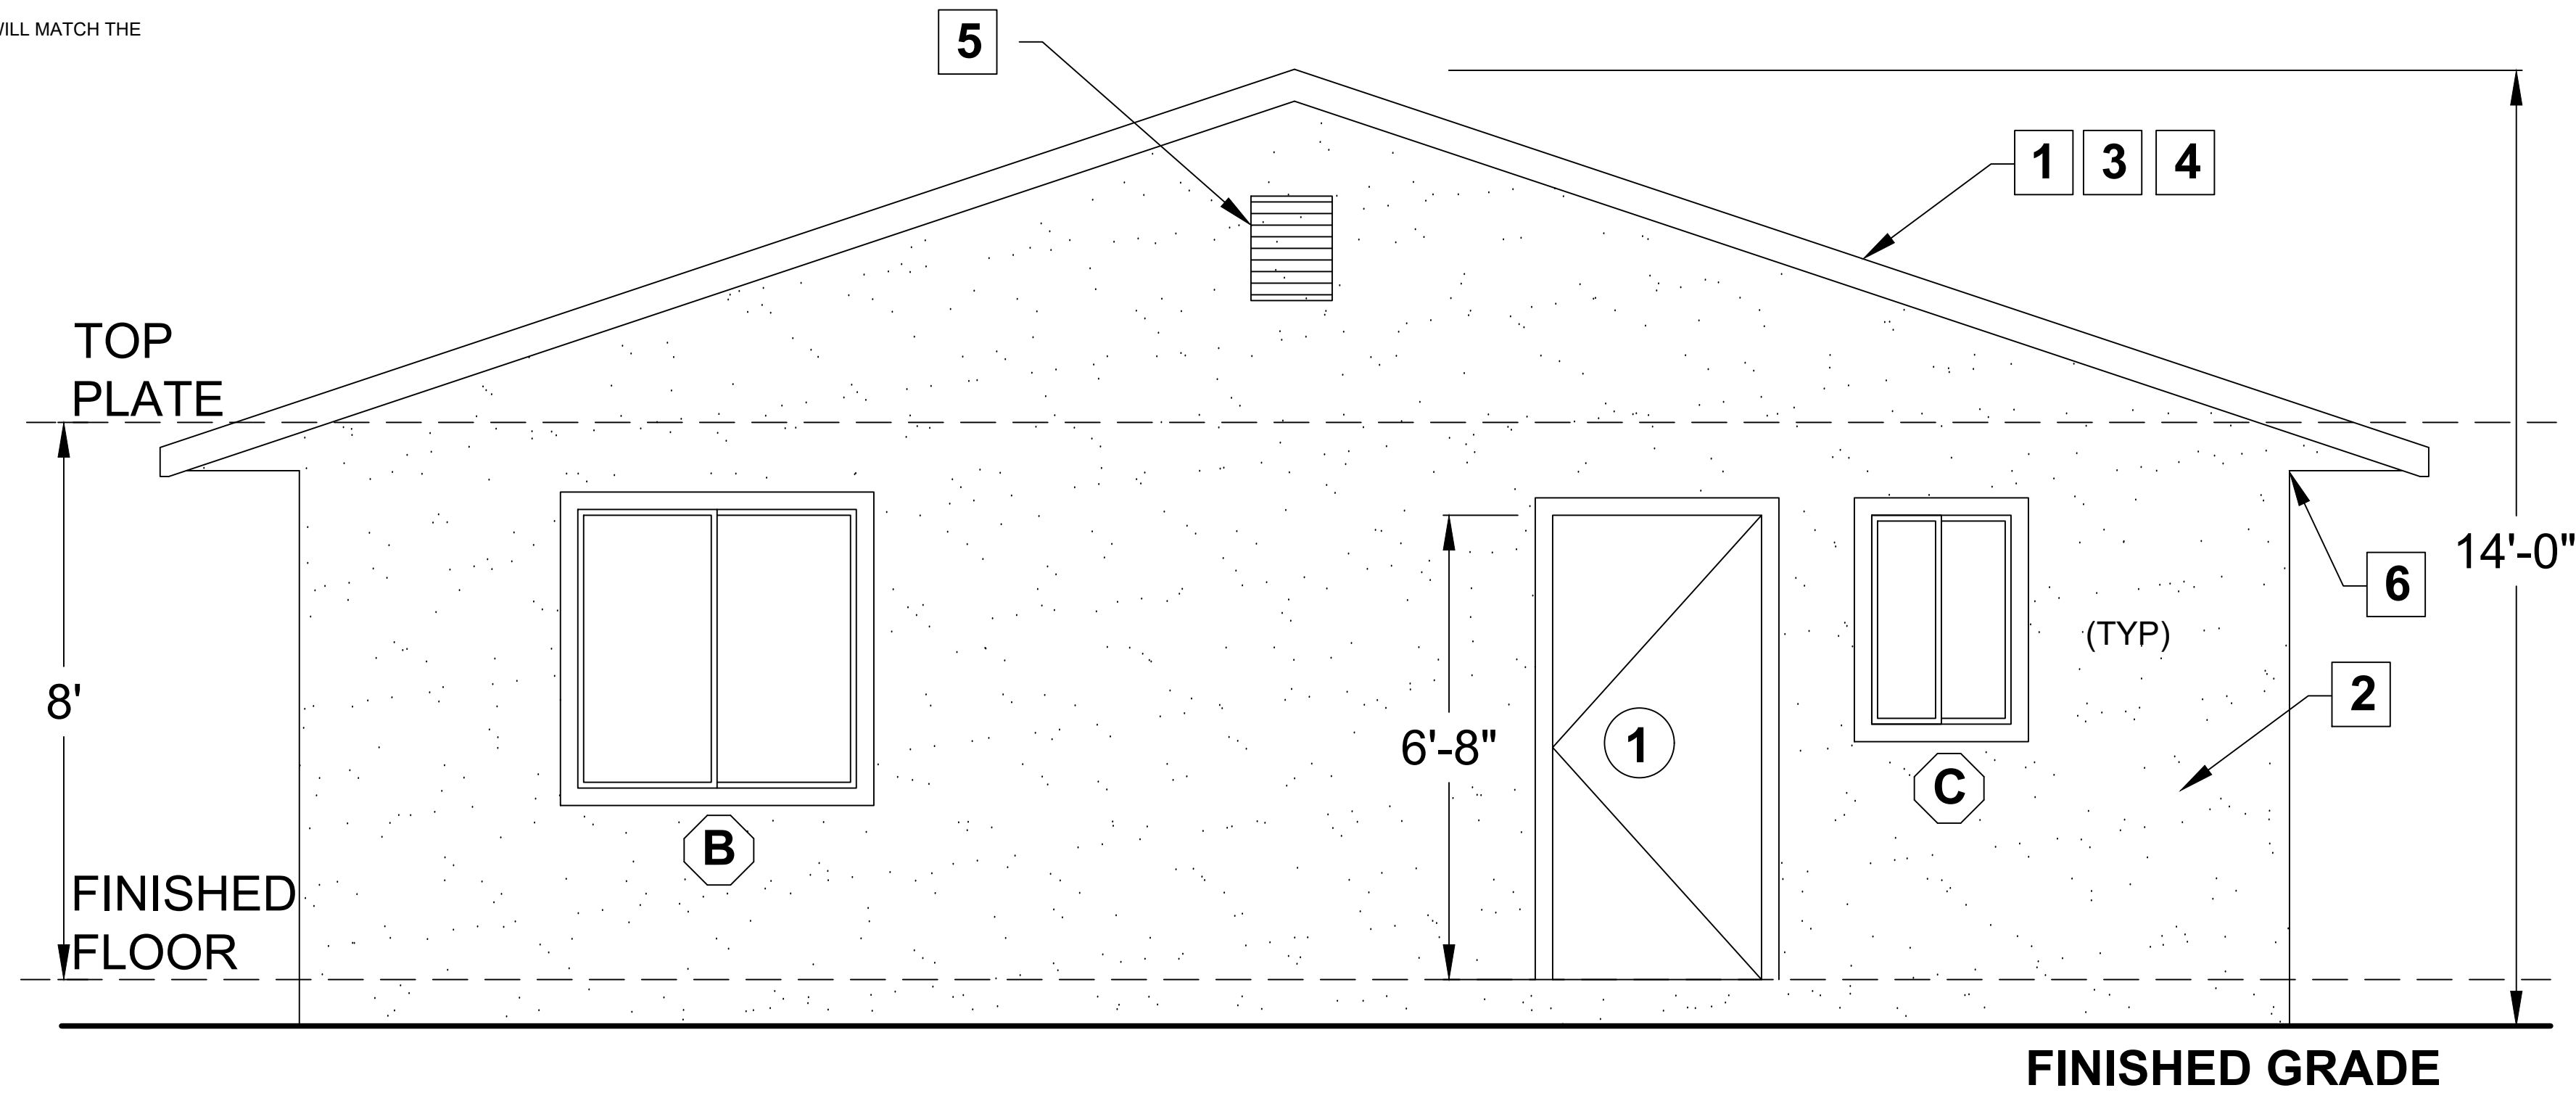 WILL MATCH THE
5
1 3 4
TOP
PLATE
14'-0"
6
(TYP)
8'
2
6'-8"
1
C
B
FINISHED
FLOOR
FINISHED GRADE